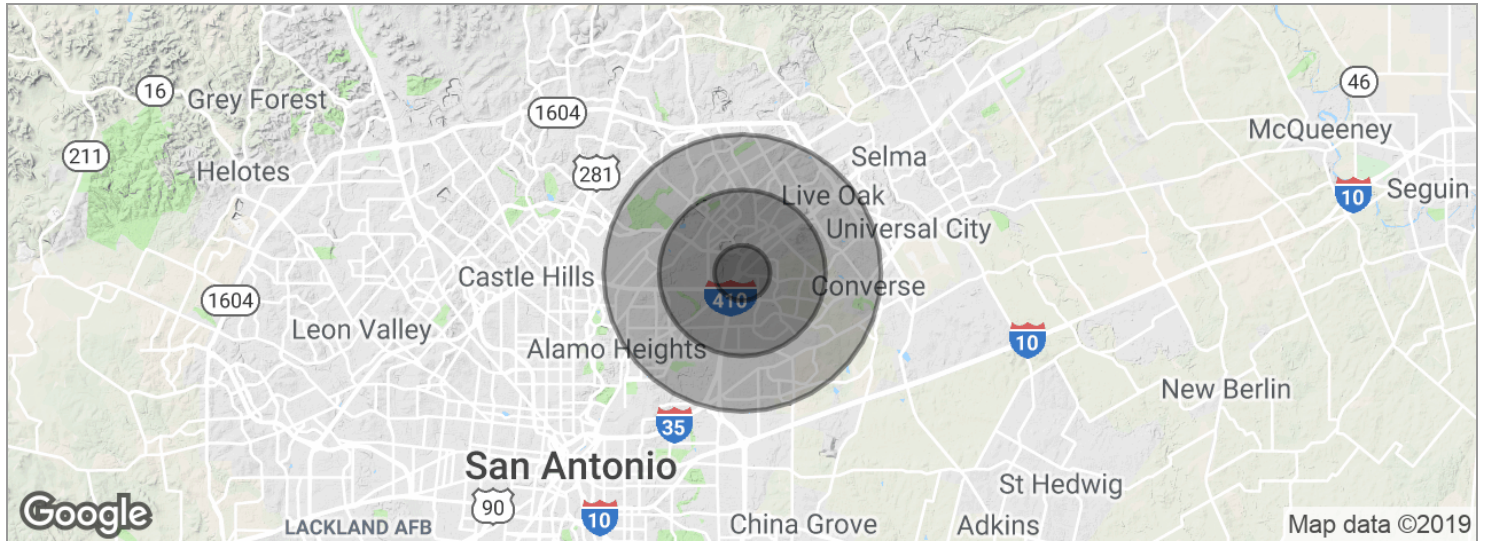 46
16
Grey Forest
1604
McQueeney
211
Selma
Helotes
281
Live Oak
10
Seguin
Universal City
Castle Hills
Converse
1604
410
Leon Valley
10
Alamo Heights
New Berlin
35
San Antonio
St Hedwig
90
Google
10
LACKLAND AFB
China Grove
Adkins
Map data ©2019